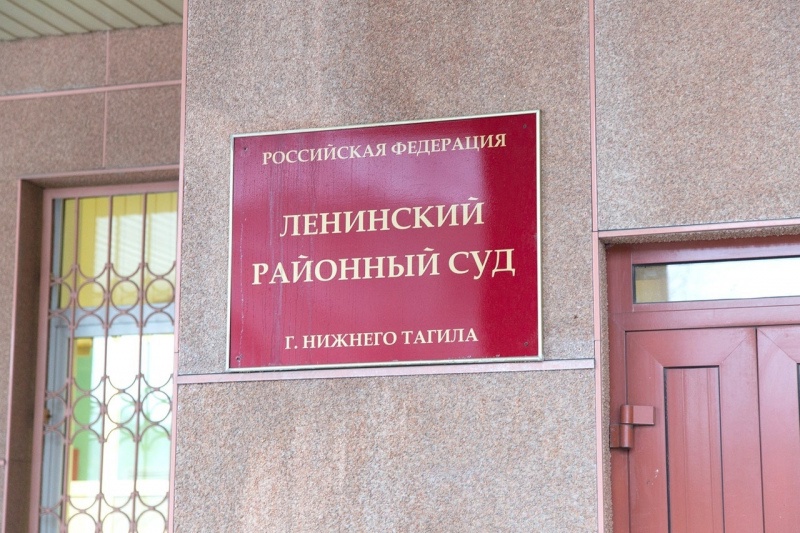 РОССИЙСКАЯ ФЕДЕРАЦИЯ
ЛЕНИНСКИЙ
РАЙОННЫЙ СУД
Г. НИЖНЕГО ТАГИЛА